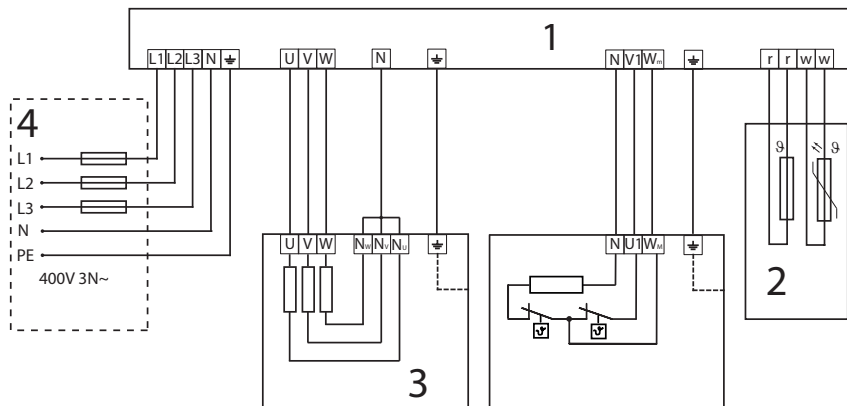 1
L1 L2 L3 N U V W N N V1 Wm r r w w
4
L1
L2
L3
N
PE
400V 3N~
U V W NW NV NU N U1 WM
ϑ ϑ
ϑ ϑ
2
3